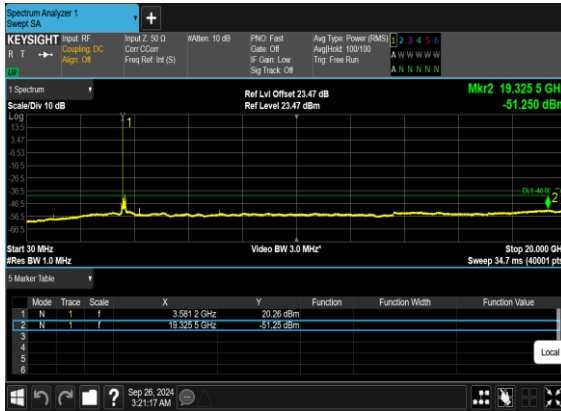 Spectrum Analyzer 1
Swept SA
+
KEYSIGHT Input: RF Input Z: 50 Ω #Atten: 10 dB PNO: Fast Avg Type: Power (RMS) 1 2 3 4 5 6
R T Coupling: DC Corr CCorr Gate: Off Avg|Hold: 100/100 A W W W W W
Align: Off Freq Ref: Int (S) IF Gain: Low Trig: Free Run
Sig Track: Off A N N N N N
LXI
1 Spectrum Ref Lvl Offset 23.47 dB Mkr2 19.325 5 GHz
Scale/Div 10 dB Ref Level 23.47 dBm -51.250 dBm
Log
13.5
3.47
-6.53
-16.5
-26.5
-36.5
-46.5
-56.5
-66.5
1
2
Start 30 MHz Video BW 3.0 MHz* Stop 20.000 GHz
#Res BW 1.0 MHz Sweep 34.7 ms (40001 pts)
5 Marker Table
Mode Trace Scale X Y Function Function Width Function Value
1 N 1 f 3.581 2 GHz 20.26 dBm
2 N 1 f 19.325 5 GHz -51.25 dBm
3
4
5
6
Local
? Sep 26, 2024
3:21:17 AM